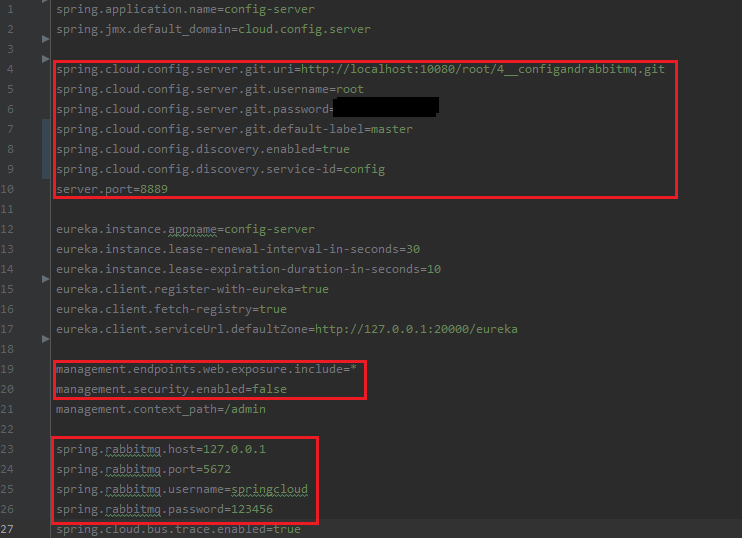 1 spring.application.name=config-server
2 spring.jmx.default_domain=cloud.config.server
3
4 spring.cloud.config.server.git.uri=http://localhost:10080/root/4__configandrabbitmq.git
5 spring.cloud.config.server.git.username=root
6 spring.cloud.config.server.git.password=
7 spring.cloud.config.server.git.default-label=master
8 spring.cloud.config.discovery.enabled=true
9 spring.cloud.config.discovery.service-id=config
10 server.port=8889
11
12 eureka.instance.appname=config-server
13 eureka.instance.lease-renewal-interval-in-seconds=30
14 eureka.instance.lease-expiration-duration-in-seconds=10
15 eureka.client.register-with-eureka=true
16 eureka.client.fetch-registry=true
17 eureka.client.serviceUrl.defaultZone=http://127.0.0.1:20000/eureka
18
19 management.endpoints.web.exposure.include=*
20 management.security.enabled=false
21 management.context_path=/admin
22
23 spring.rabbitmq.host=127.0.0.1
24 spring.rabbitmq.port=5672
25 spring.rabbitmq.username=springcloud
26 spring.rabbitmq.password=123456
27 spring.cloud.bus.trace.enabled=true